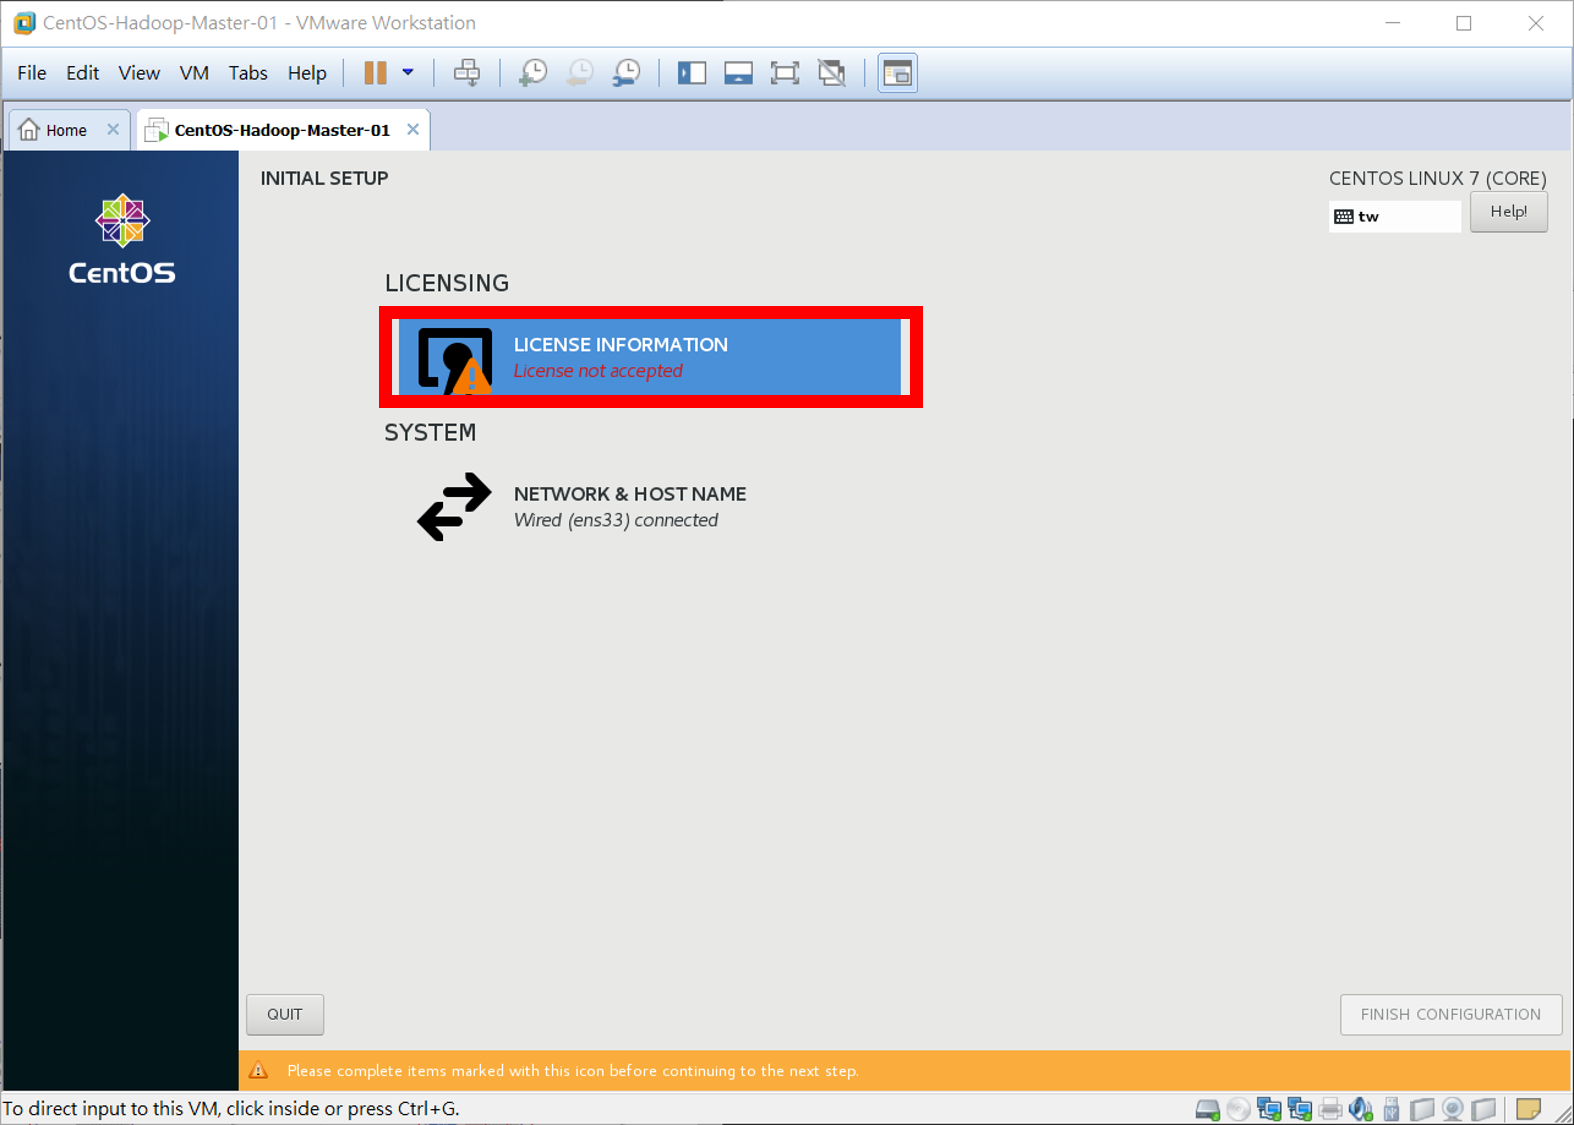 CentOS-Hadoop-Master-01 - VMware Workstation
File Edit View VM Tabs Help
Home CentOS-Hadoop-Master-01
INITIAL SETUP
CENTOS LINUX 7 (CORE)
tw
Help!
CentOS
LICENSING
LICENSE INFORMATION
License not accepted
SYSTEM
NETWORK & HOST NAME
Wired (ens33) connected
QUIT
FINISH CONFIGURATION
Please complete items marked with this icon before continuing to the next step.
To direct input to this VM, click inside or press Ctrl+G.